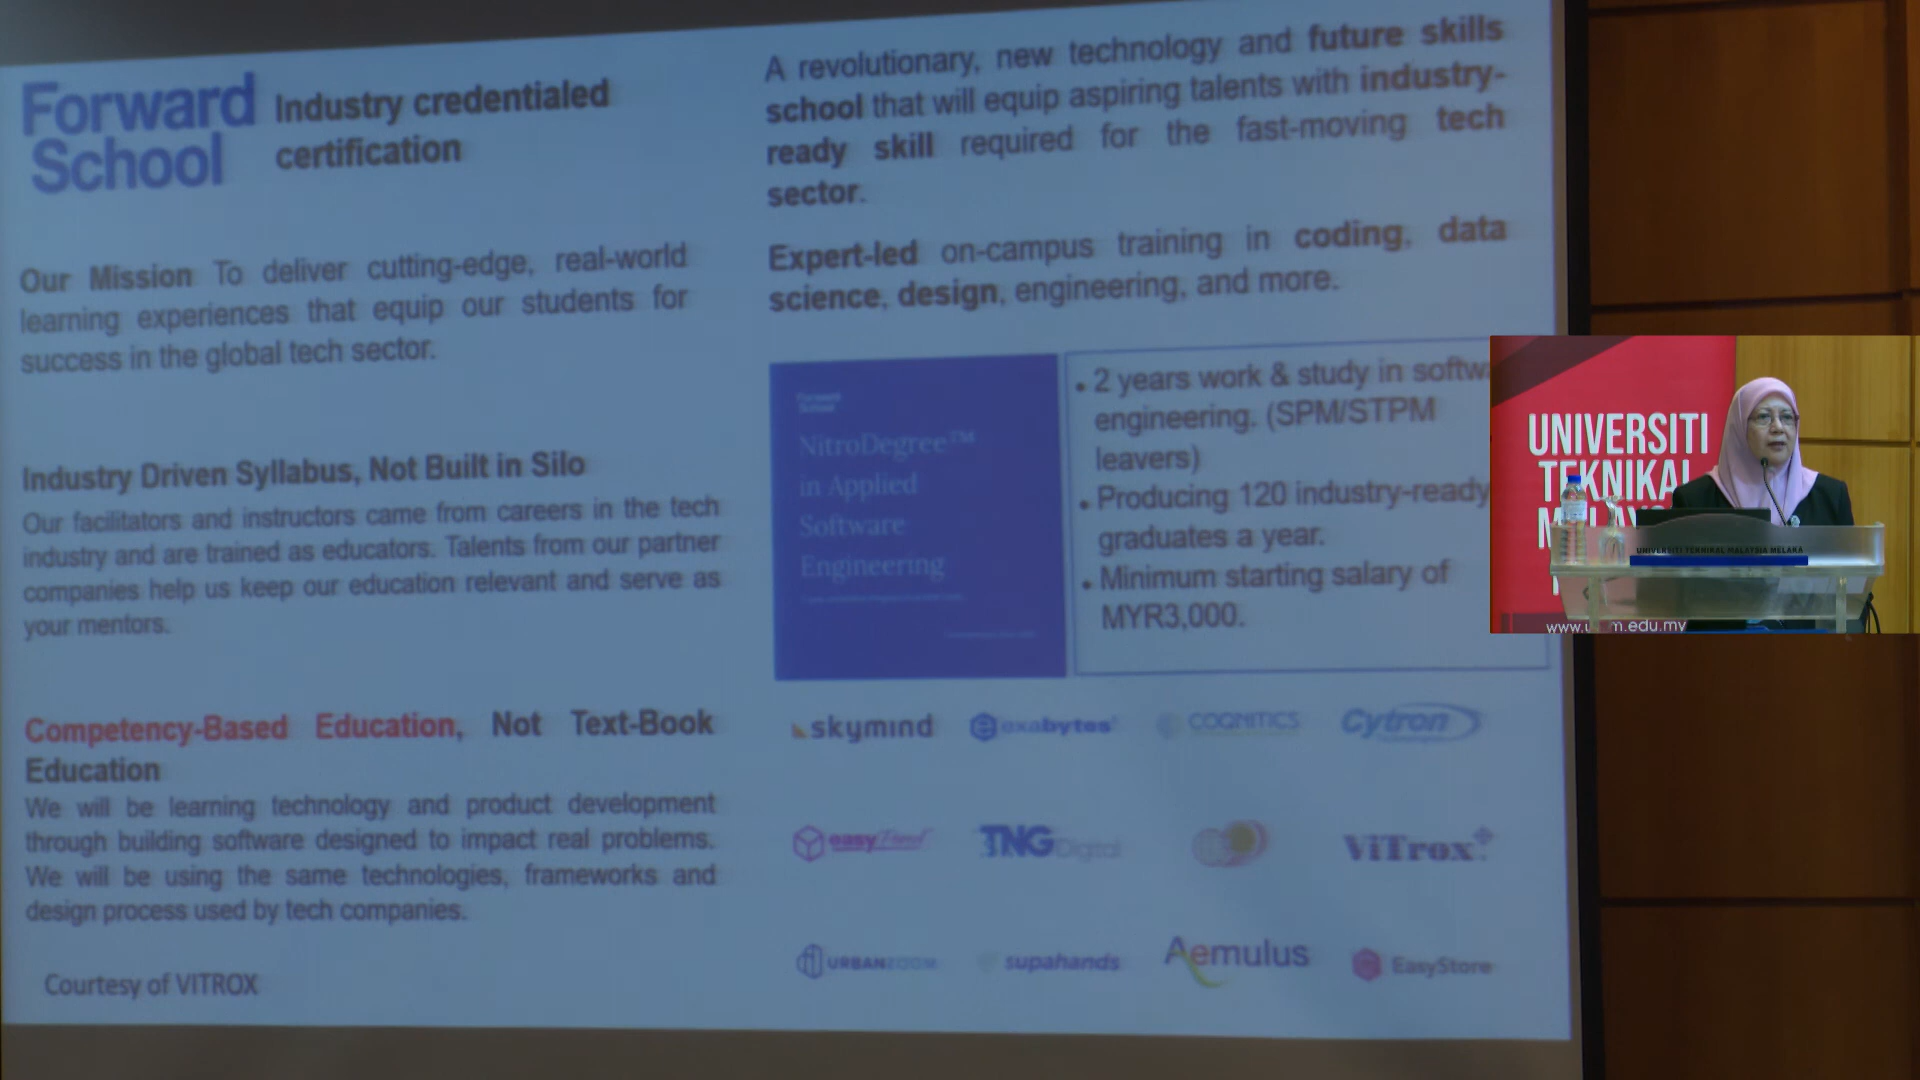 Forward
School
Industry credentialed
certification
Our Mission To deliver cutting-edge, real-world
learning experiences that equip our students for
success in the global tech sector.
Industry Driven Syllabus, Not Built in Silo
Our facilitators and instructors came from careers in the tech
industry and are trained as educators. Talents from our partner
companies help us keep our education relevant and serve as
your mentors.
Competency-Based Education, Not Text-Book
Education
We will be learning technology and product development
through building software designed to impact real problems.
We will be using the same technologies, frameworks and
design process used by tech companies.
Courtesy of VITROX
A revolutionary, new technology and future skills
school that will equip aspiring talents with industry-
ready skill required for the fast-moving tech
sector.
Expert-led on-campus training in coding, data
science, design, engineering, and more.
Forward
School
NitroDegree™
in Applied
Software
Engineering
• 2 years work & study in softw
engineering. (SPM/STPM
leavers)
• Producing 120 industry-ready
graduates a year.
• Minimum starting salary of
MYR3,000.
skymind
exabytes
COGNITICS
Cytron
easyParcel
TNG Digital
ViTrox
URBANZOOM
supahands
Aemulus
EasyStore
UNIVERSITI
TEKNIKAL
UNIVERSITI TEKNIKAL MALAYSIA MELAKA